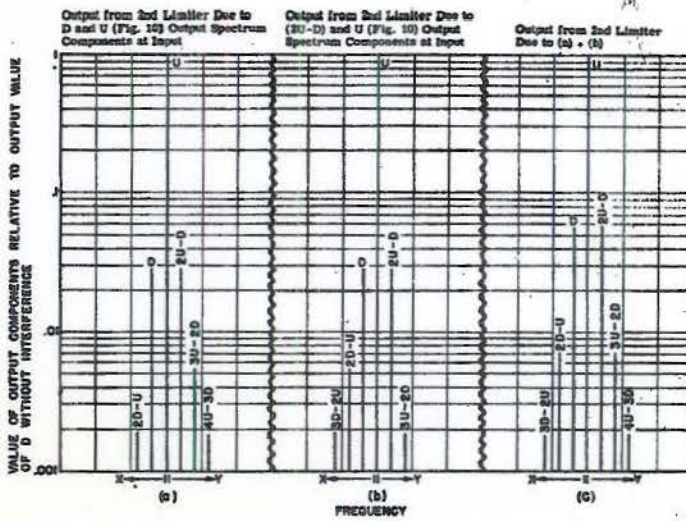 Output from 2nd Limiter Due to
D and U (Fig. 10) Output Spectrum
Components at Input
Output from 2nd Limiter Due to
(2U-D) and U (Fig. 10) Output
Spectrum Components at Input
Output from 2nd Limiter
Due to (a) + (b)
VALUE OF OUTPUT COMPONENTS RELATIVE TO OUTPUT VALUE
OF D WITHOUT INTERFERENCE
1
.1
.01
.001
U
D
2U-D
3U-2D
2D-U
4U-3D
X
Y
(a)
U
D
2U-D
2D-U
3D-2U
3U-2D
X
Y
(b)
U
D
2U-D
2D-U
3U-2D
3D-2U
4U-3D
X
Y
(C)
FREQUENCY